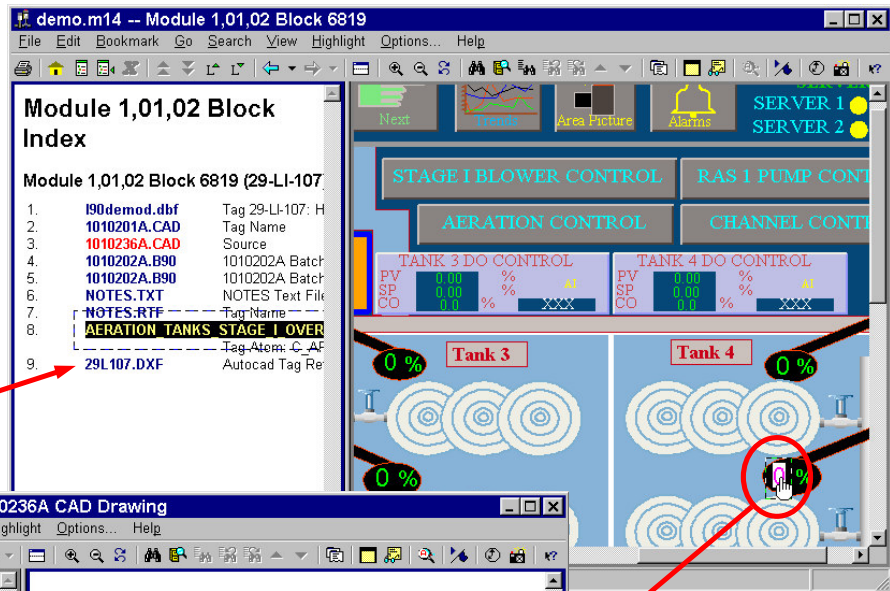 demo.m14 -- Module 1,01,02 Block 6819
File Edit Bookmark Go Search View Highlight Options... Help
Module 1,01,02 Block
Index
Module 1,01,02 Block 6819 (29-LI-107
1. I90demod.dbf Tag 29-LI-107: H
2. 1010201A.CAD Tag Name
3. 1010236A.CAD Source
4. 1010202A.B90 1010202A Batch
5. 1010202A.B90 1010202A Batch
6. NOTES.TXT NOTES Text File
7. NOTES.RTF Tag Name
8. AERATION_TANKS_STAGE_I_OVER
Tag Atom: C_AF
9. 29L107.DXF Autocad Tag Re
Next Trends Area Picture Alarms
SERVER 1
SERVER 2
STAGE I BLOWER CONTROL RAS 1 PUMP CONT
AERATION CONTROL CHANNEL CONT
TANK 3 DO CONTROL TANK 4 DO CONTROL
PV 0.00 % PV 0.00 %
SP 0.00 % AI SP 0.00 % AI
CO 0.0 % XXX CO 0.0 % XXX
Tank 3 Tank 4
0 % 0 %
0 % 0 %
0236A CAD Drawing
ghlight Options... Help